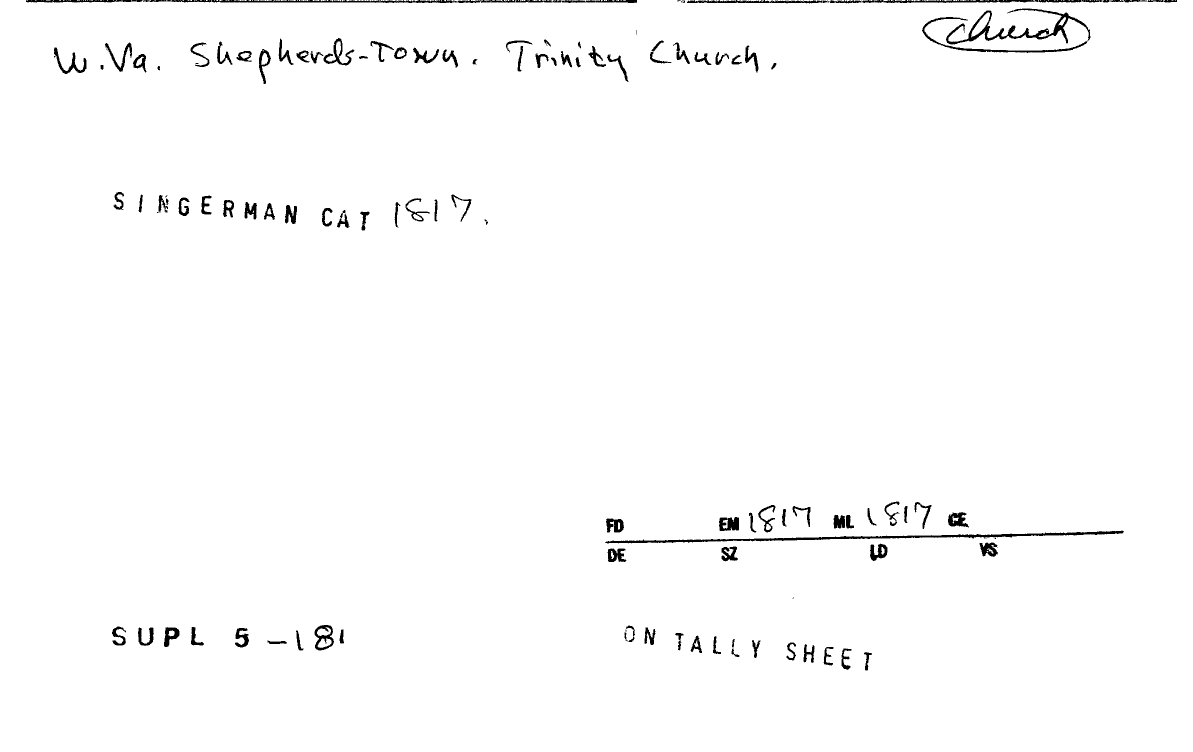 church
W.Va. Shepherds-Town. Trinity Church.
SINGERMAN CAT 1817.
FD EM 1817 ML 1817 CE
DE SZ LD VS
SUPL 5 -181
ON TALLY SHEET